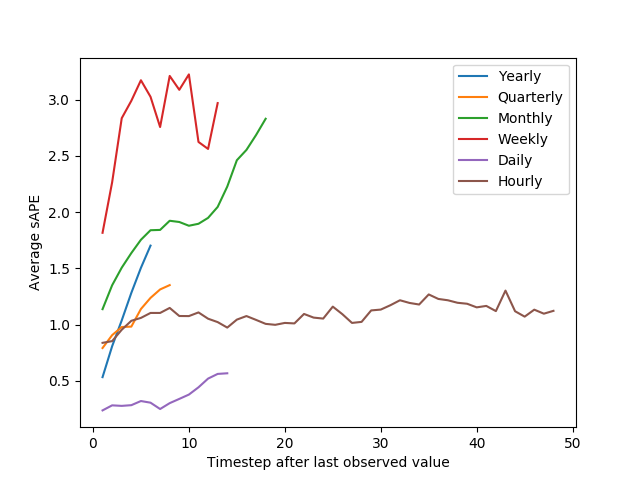 Yearly
Quarterly
Monthly
Weekly
Daily
Hourly
Average sAPE
3.0
2.5
2.0
1.5
1.0
0.5
0
10
20
30
40
50
Timestep after last observed value